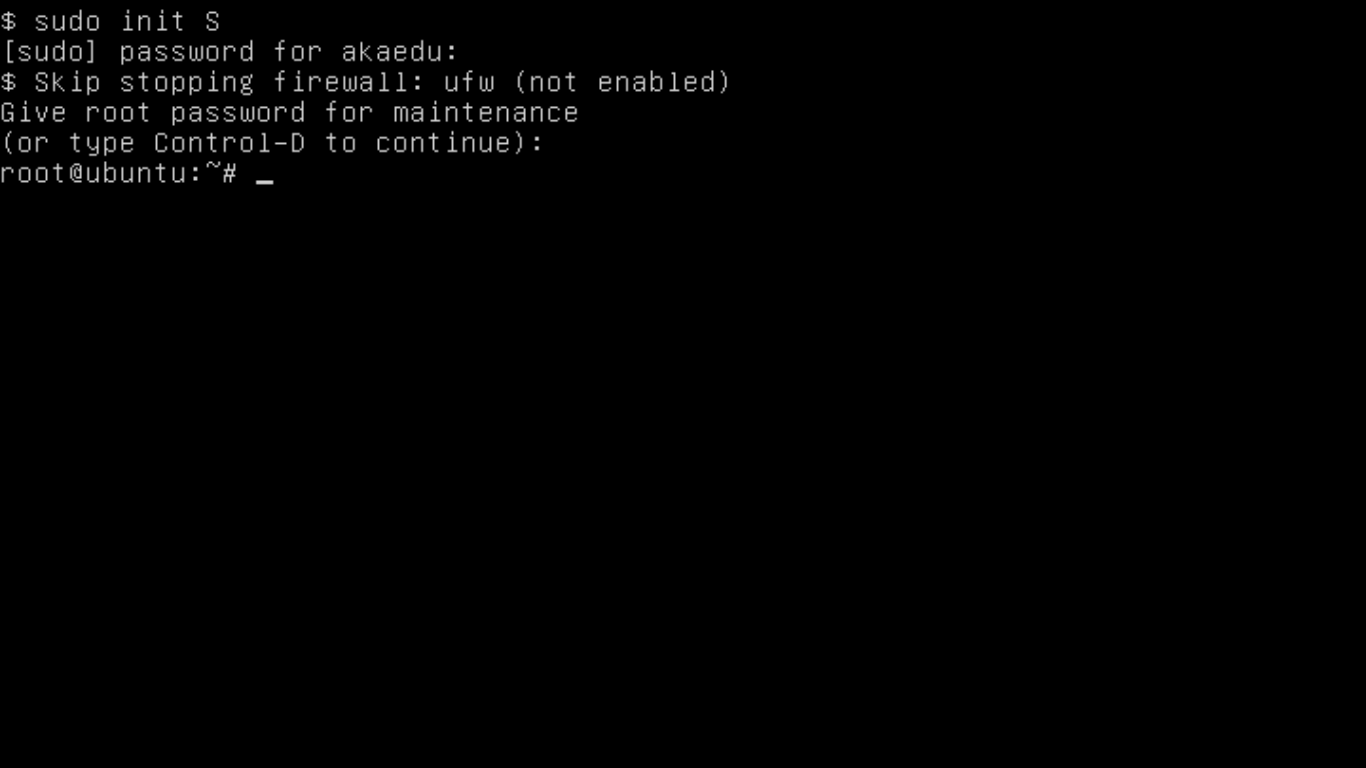 $ sudo init S
[sudo] password for akaedu:
$ Skip stopping firewall: ufw (not enabled)
Give root password for maintenance
(or type Control-D to continue):
root@ubuntu:~# _